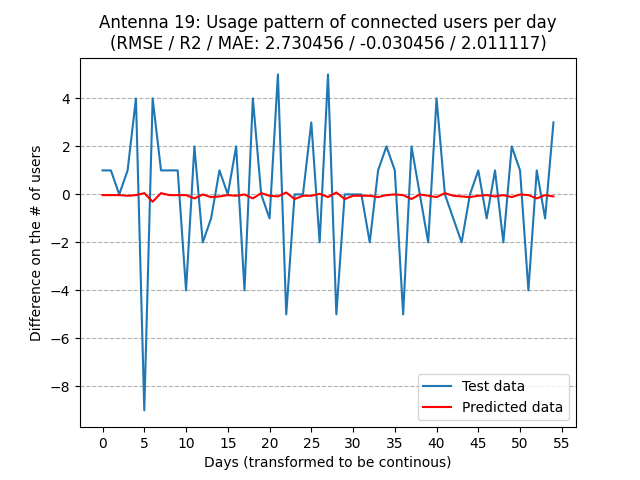 Antenna 19: Usage pattern of connected users per day
(RMSE / R2 / MAE: 2.730456 / -0.030456 / 2.011117)
Difference on the # of users
4
2
0
−2
−4
−6
−8
Test data
Predicted data
0 5 10 15 20 25 30 35 40 45 50 55
Days (transformed to be continous)